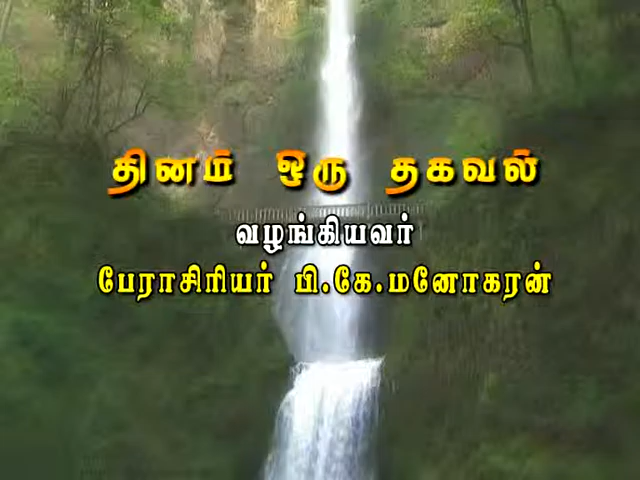 தினம் ஒரு தகவல்
வழங்கியவர்
பேராசிரியர் பி.கே.மனோகரன்